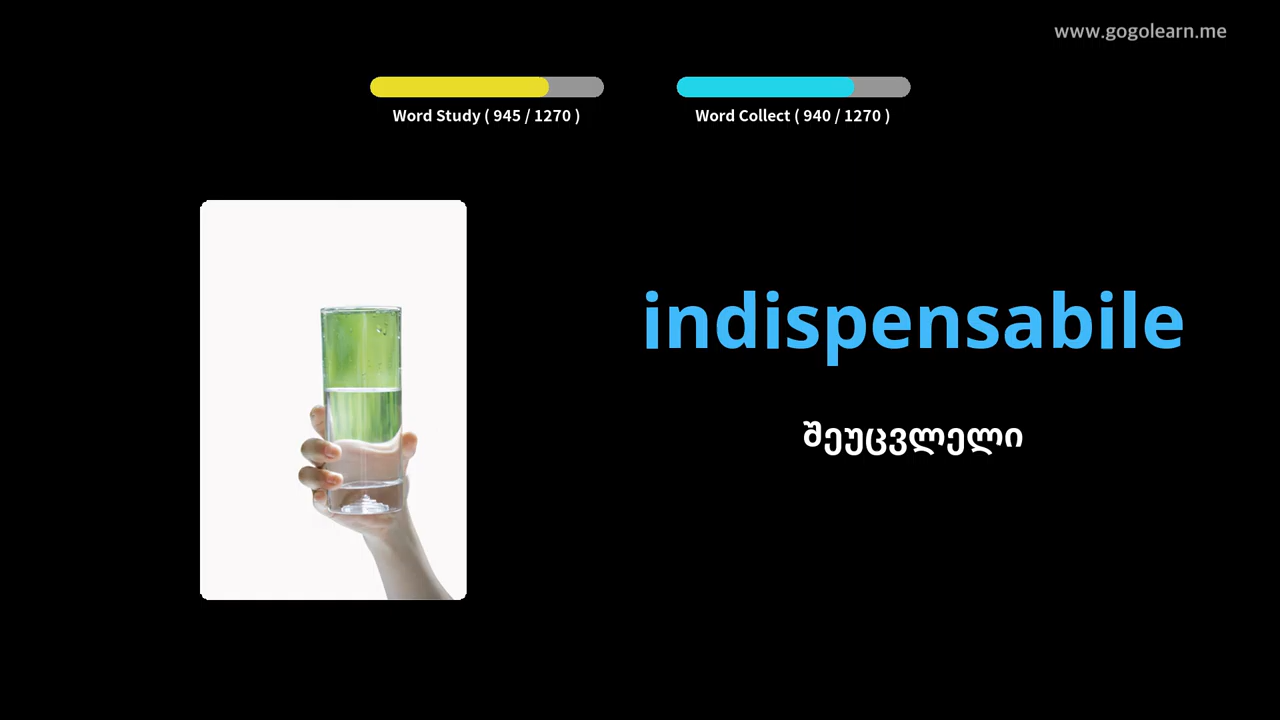 www.gogolearn.me
Word Study ( 945 / 1270 )
Word Collect ( 940 / 1270 )
indispensabile
შეუცვლელი